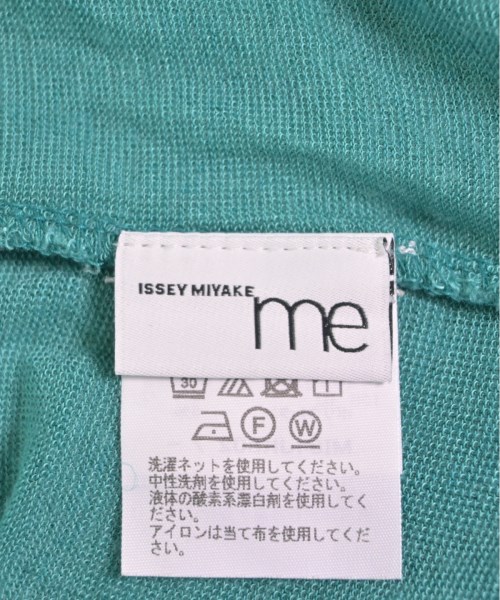 ISSEY MIYAKE
me
30
F W
洗濯ネットを使用してください。
中性洗剤を使用してください。
液体の酸素系漂白剤を使用してく
ださい。
アイロンは当て布を使用してくだ
さい。